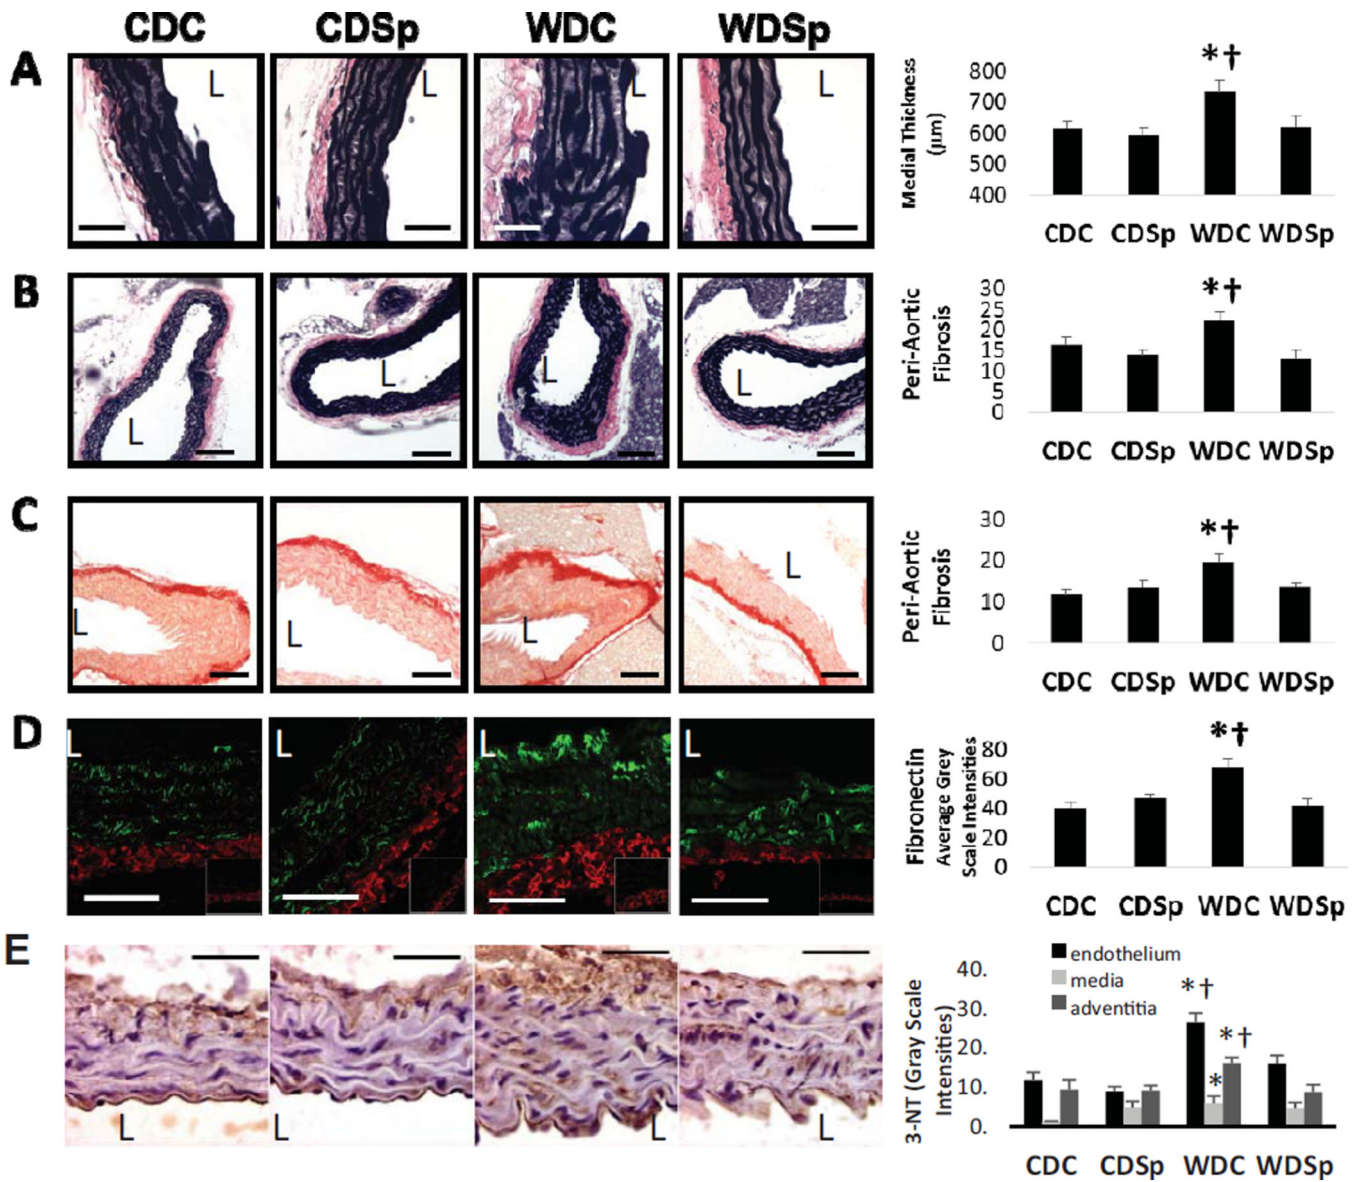 CDC CDSp WDC WDSp
A
L L L L
Medial Thickness
(μm)
800
700
600
500
400
*†
CDC CDSp WDC WDSp
B
L L L L
Peri-Aortic
Fibrosis
30
25
20
15
10
5
0
*†
CDC CDSp WDC WDSp
C
L L L L
Peri-Aortic
Fibrosis
30
20
10
0
*†
CDC CDSp WDC WDSp
D
L L L L
Fibronectin
Average Grey
Scale Intensities
80
60
40
20
0
*†
CDC CDSp WDC WDSp
E
L L L L
3-NT (Gray Scale
Intensities)
40.
30.
20.
10.
0.
endothelium
media
adventitia
*†
*†
*
CDC CDSp WDC WDSp